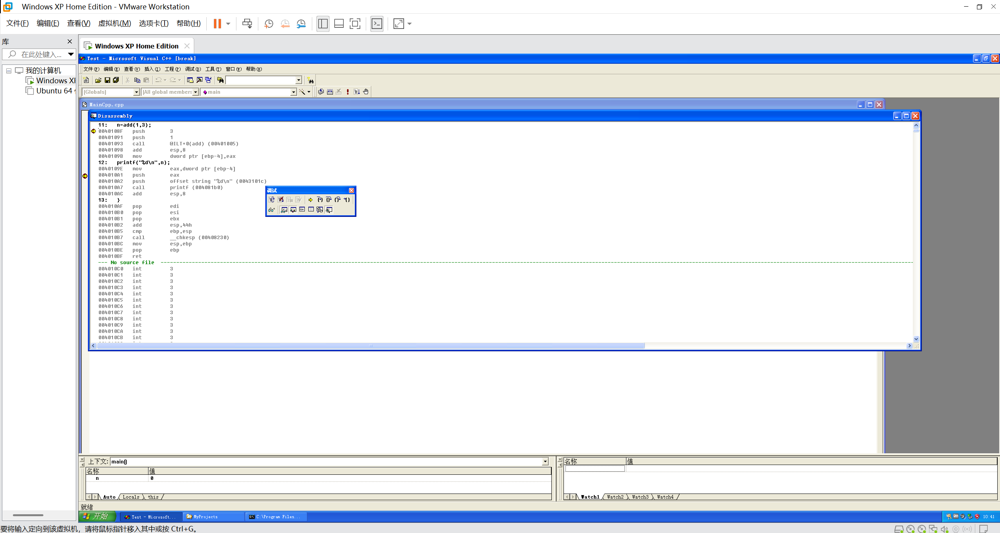 Windows XP Home Edition - VMware Workstation
文件(F) 编辑(E) 查看(V) 虚拟机(M) 选项卡(T) 帮助(H)
库
在此处键入...
我的计算机
Windows XP
Ubuntu 64
Windows XP Home Edition
Test - Microsoft Visual C++ [break]
文件(F) 编辑(E) 查看(V) 插入(I) 工程(P) 调试(D) 工具(T) 窗口(W) 帮助(H)
(Globals) (All global members main
MainCpp.cpp
Disassembly
11: n=add(1,3);
0040108F push 3
00401091 push 1
00401093 call @ILT+0(add) (00401005)
00401098 add esp,8
0040109B mov dword ptr [ebp-4],eax
12: printf("%d\n",n);
0040109E mov eax,dword ptr [ebp-4]
004010A1 push eax
004010A2 push offset string "%d\n" (0043101c)
004010A7 call printf (004081b0)
004010AC add esp,8
13: }
004010AF pop edi
004010B0 pop esi
004010B1 pop ebx
004010B2 add esp,44h
004010B5 cmp ebp,esp
004010B7 call __chkesp (00408230)
004010BC mov esp,ebp
004010BE pop ebp
004010BF ret
--- No source file
004010C0 int 3
004010C1 int 3
004010C2 int 3
004010C3 int 3
004010C4 int 3
004010C5 int 3
004010C6 int 3
004010C7 int 3
004010C8 int 3
004010C9 int 3
004010CA int 3
004010CB int 3
调试
上下文: main()
名称 值
n 0
Auto Locals this
名称 值
Watch1 Watch2 Watch3 Watch4
就绪
开始 Test - Microsoft... MyProjects C:\Program Files... 10:41
要将输入定向到该虚拟机，请将鼠标指针移入其中或按 Ctrl+G。